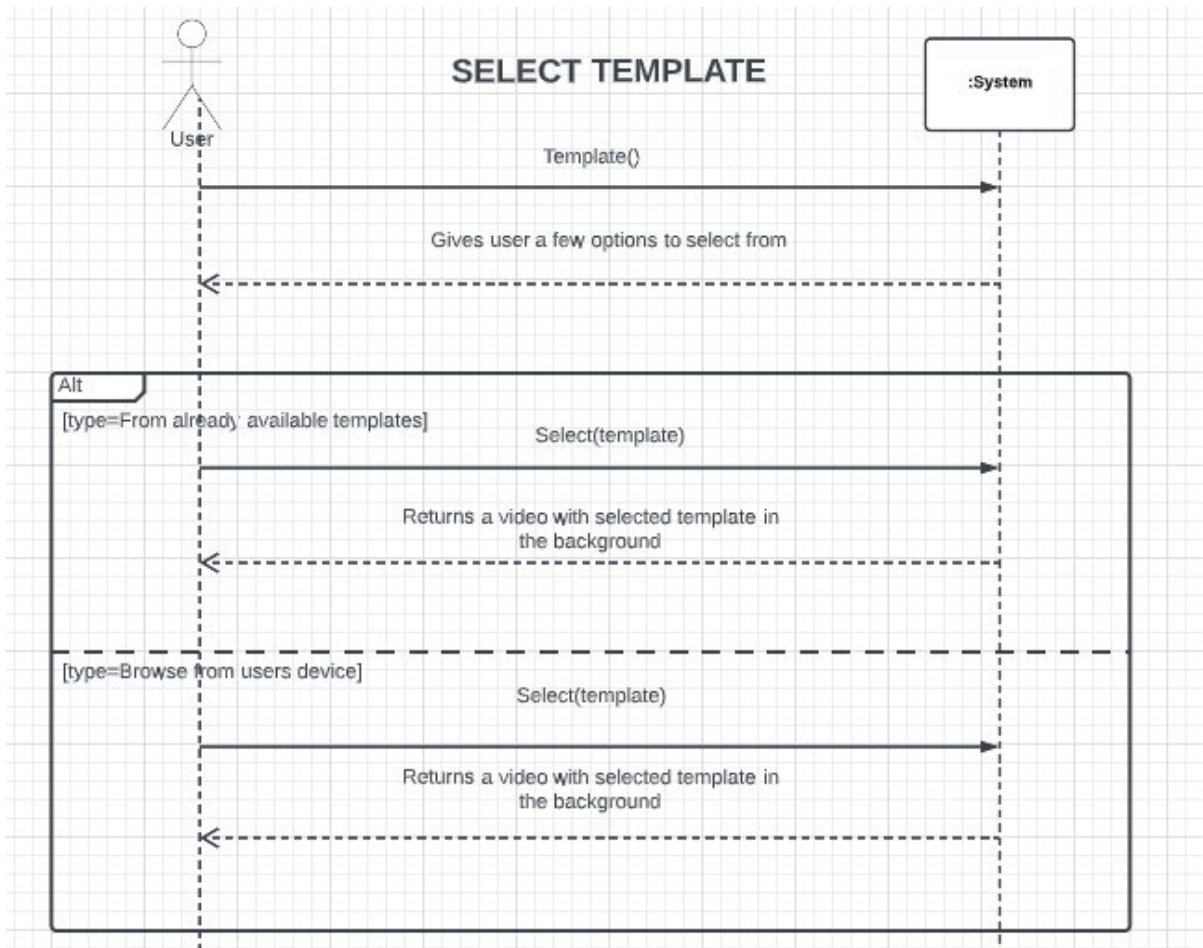 SELECT TEMPLATE
:System
User
Template()
Gives user a few options to select from
Alt
[type=From already available templates]
Select(template)
Returns a video with selected template in
the background
[type=Browse from users device]
Select(template)
Returns a video with selected template in
the background